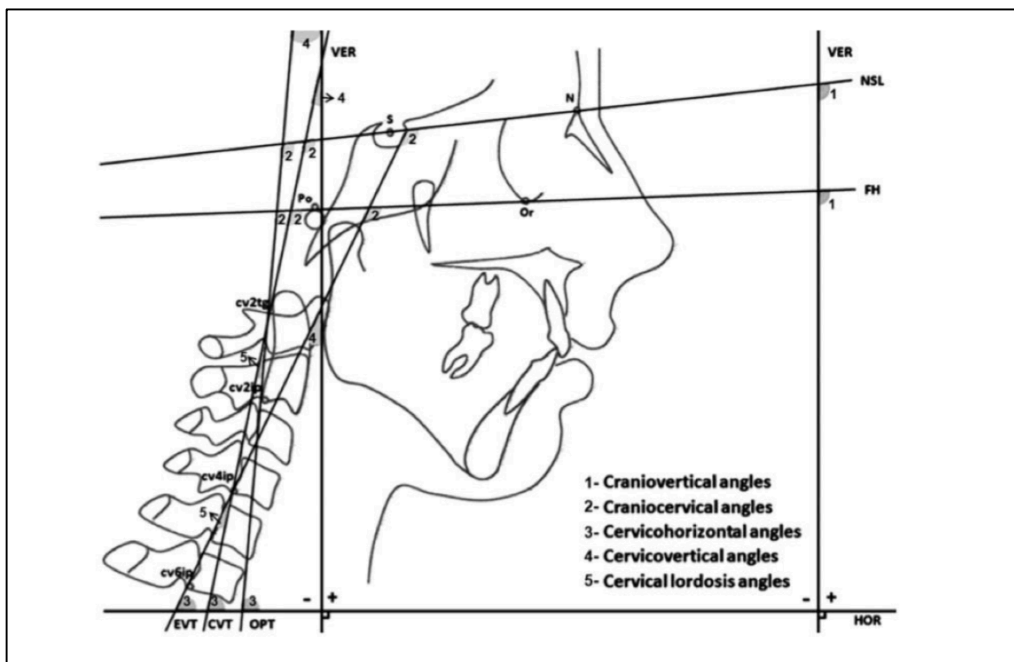 4
VER
VER
NSL
4
1
N
S
2
2
2
FH
Po
Or
1
2
2
2
cv2tg
4
5
cv2ip
cv4ip
1- Craniovertical angles
2- Craniocervical angles
5
3- Cervicohorizontal angles
4- Cervicovertical angles
cv6ip
5- Cervical lordosis angles
3
3
3
- +
- +
EVT
CVT
OPT
HOR